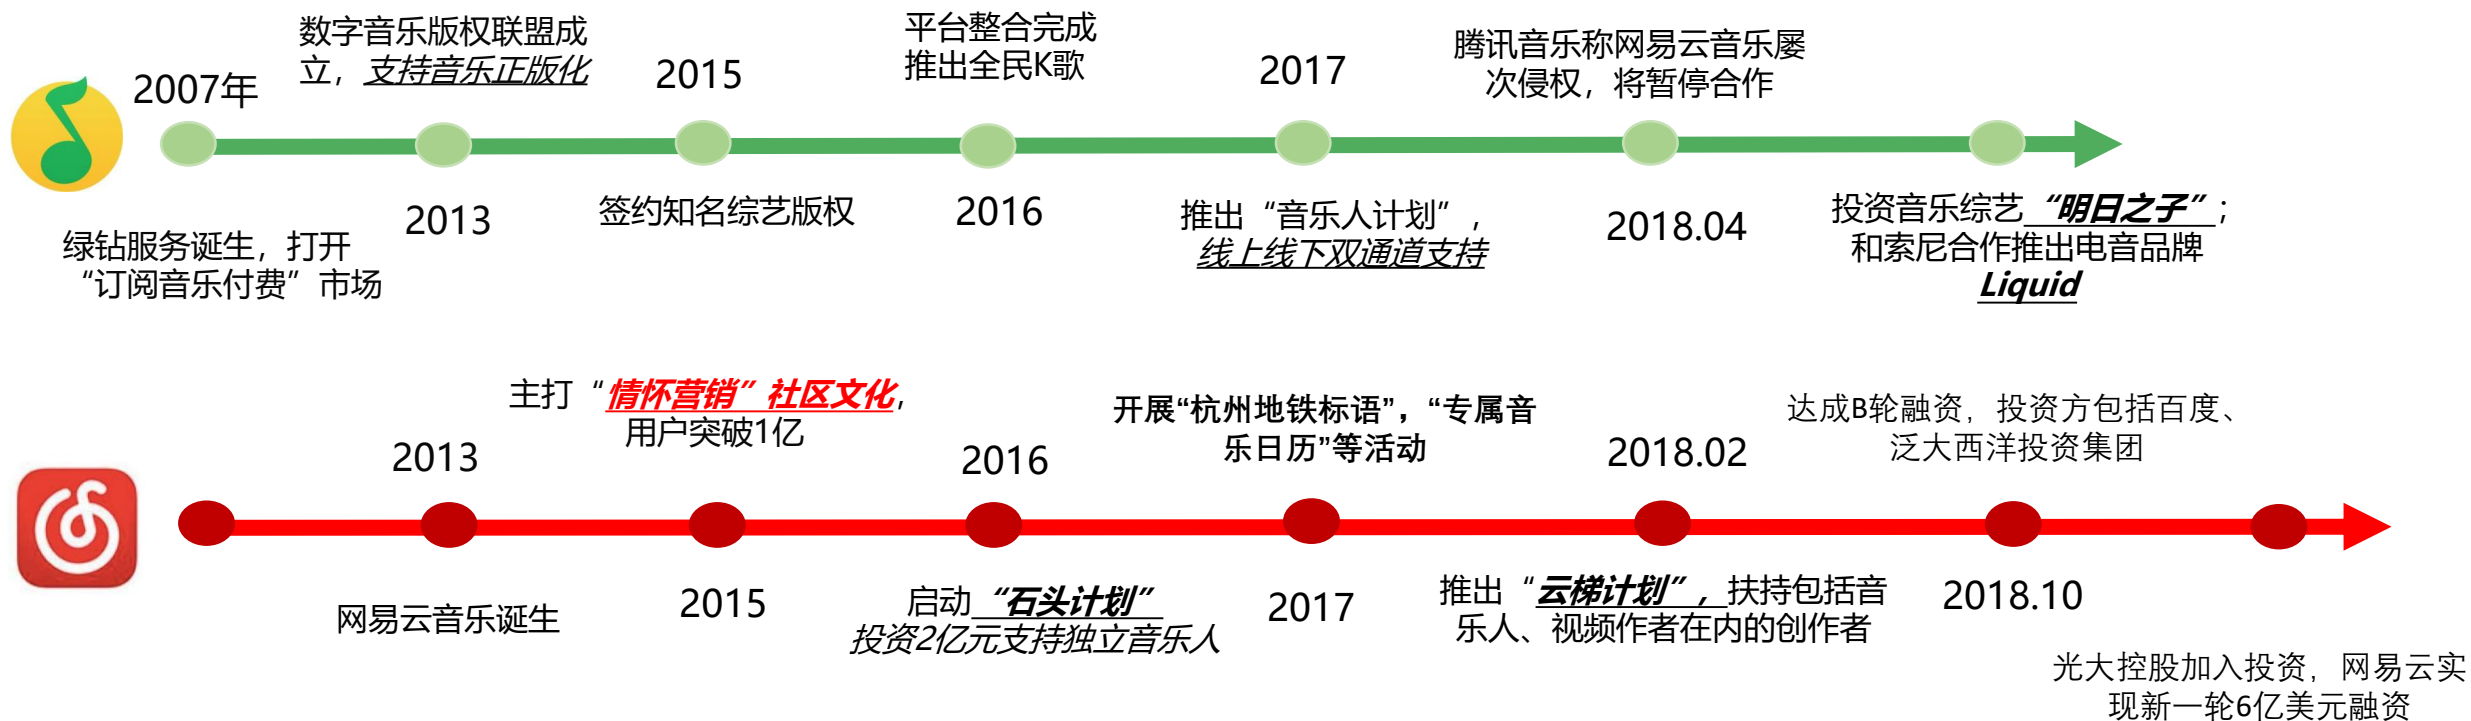 2007年
绿钻服务诞生，打开
“订阅音乐付费”市场
数字音乐版权联盟成
立，支持音乐正版化
2013
2015
签约知名综艺版权
平台整合完成
推出全民K歌
2016
2017
推出“音乐人计划”，
线上线下双通道支持
腾讯音乐称网易云音乐屡
次侵权，将暂停合作
2018.04
投资音乐综艺“明日之子”；
和索尼合作推出电音品牌
Liquid
2013
网易云音乐诞生
主打“情怀营销”社区文化，
用户突破1亿
2015
2016
启动“石头计划”
投资2亿元支持独立音乐人
开展“杭州地铁标语”，“专属音
乐日历”等活动
2017
2018.02
推出“云梯计划”，扶持包括音
乐人、视频作者在内的创作者
达成B轮融资，投资方包括百度、
泛大西洋投资集团
2018.10
光大控股加入投资，网易云实
现新一轮6亿美元融资